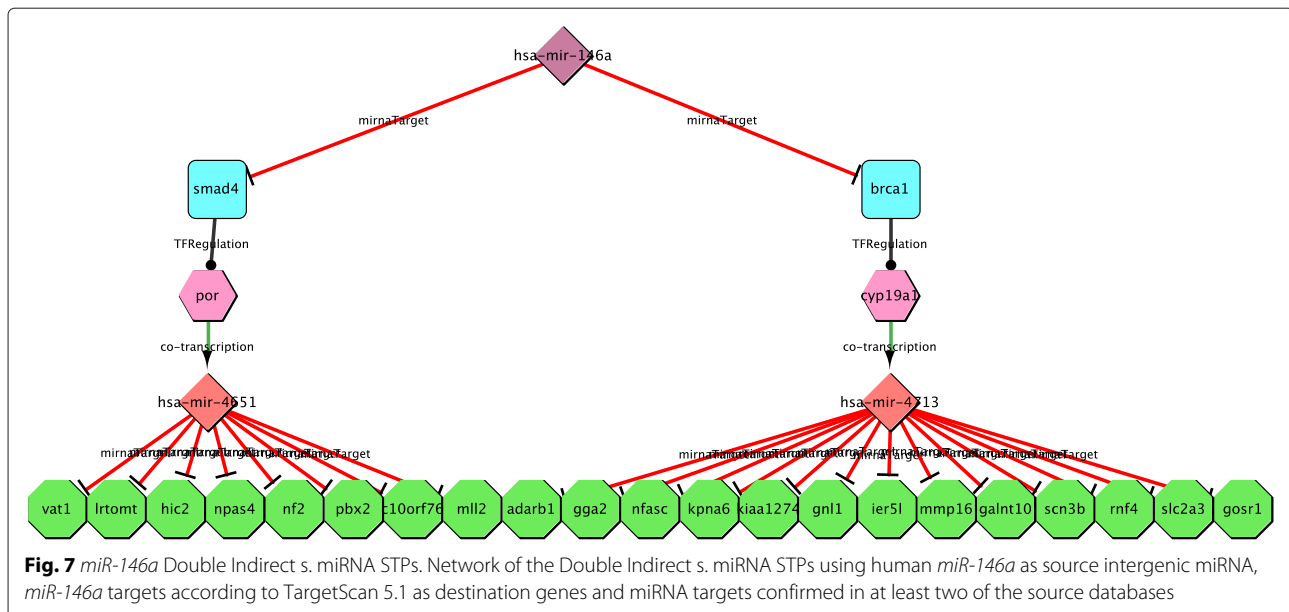 hsa-mir-146a
mirnaTarget mirnaTarget
smad4 brca1
TFRegulation TFRegulation
por cyp19a1
co-transcription co-transcription
hsa-mir-4651 hsa-mir-4713
vat1 lrtomt hic2 npas4 nf2 pbx2 c10orf76 mll2 adarb1 gga2 nfasc kpna6 kiaa1274 gnl1 ier5l mmp16 galnt10 scn3b rnf4 slc2a3 gosr1
Fig. 7 miR-146a Double Indirect s. miRNA STPs. Network of the Double Indirect s. miRNA STPs using human miR-146a as source intergenic miRNA,
miR-146a targets according to TargetScan 5.1 as destination genes and miRNA targets confirmed in at least two of the source databases